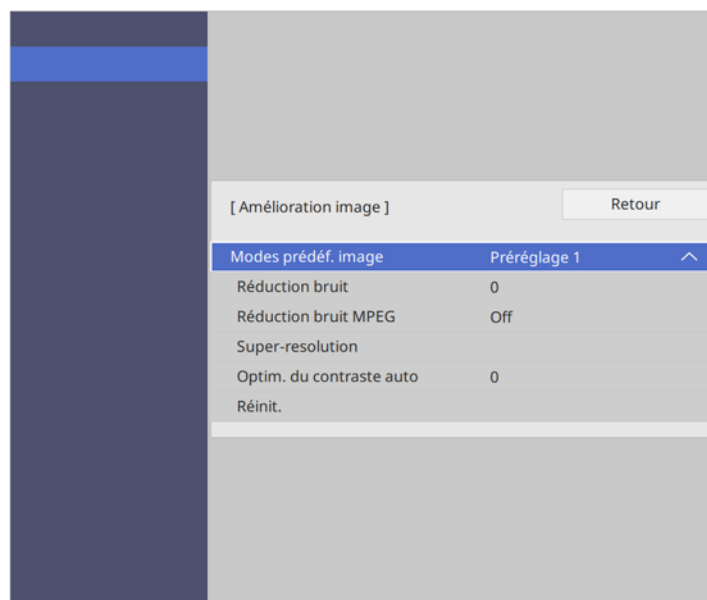 [ Amélioration image ]
Retour
Modes prédéf. image Préréglage 1
Réduction bruit 0
Réduction bruit MPEG Off
Super-resolution
Optim. du contraste auto 0
Réinit.